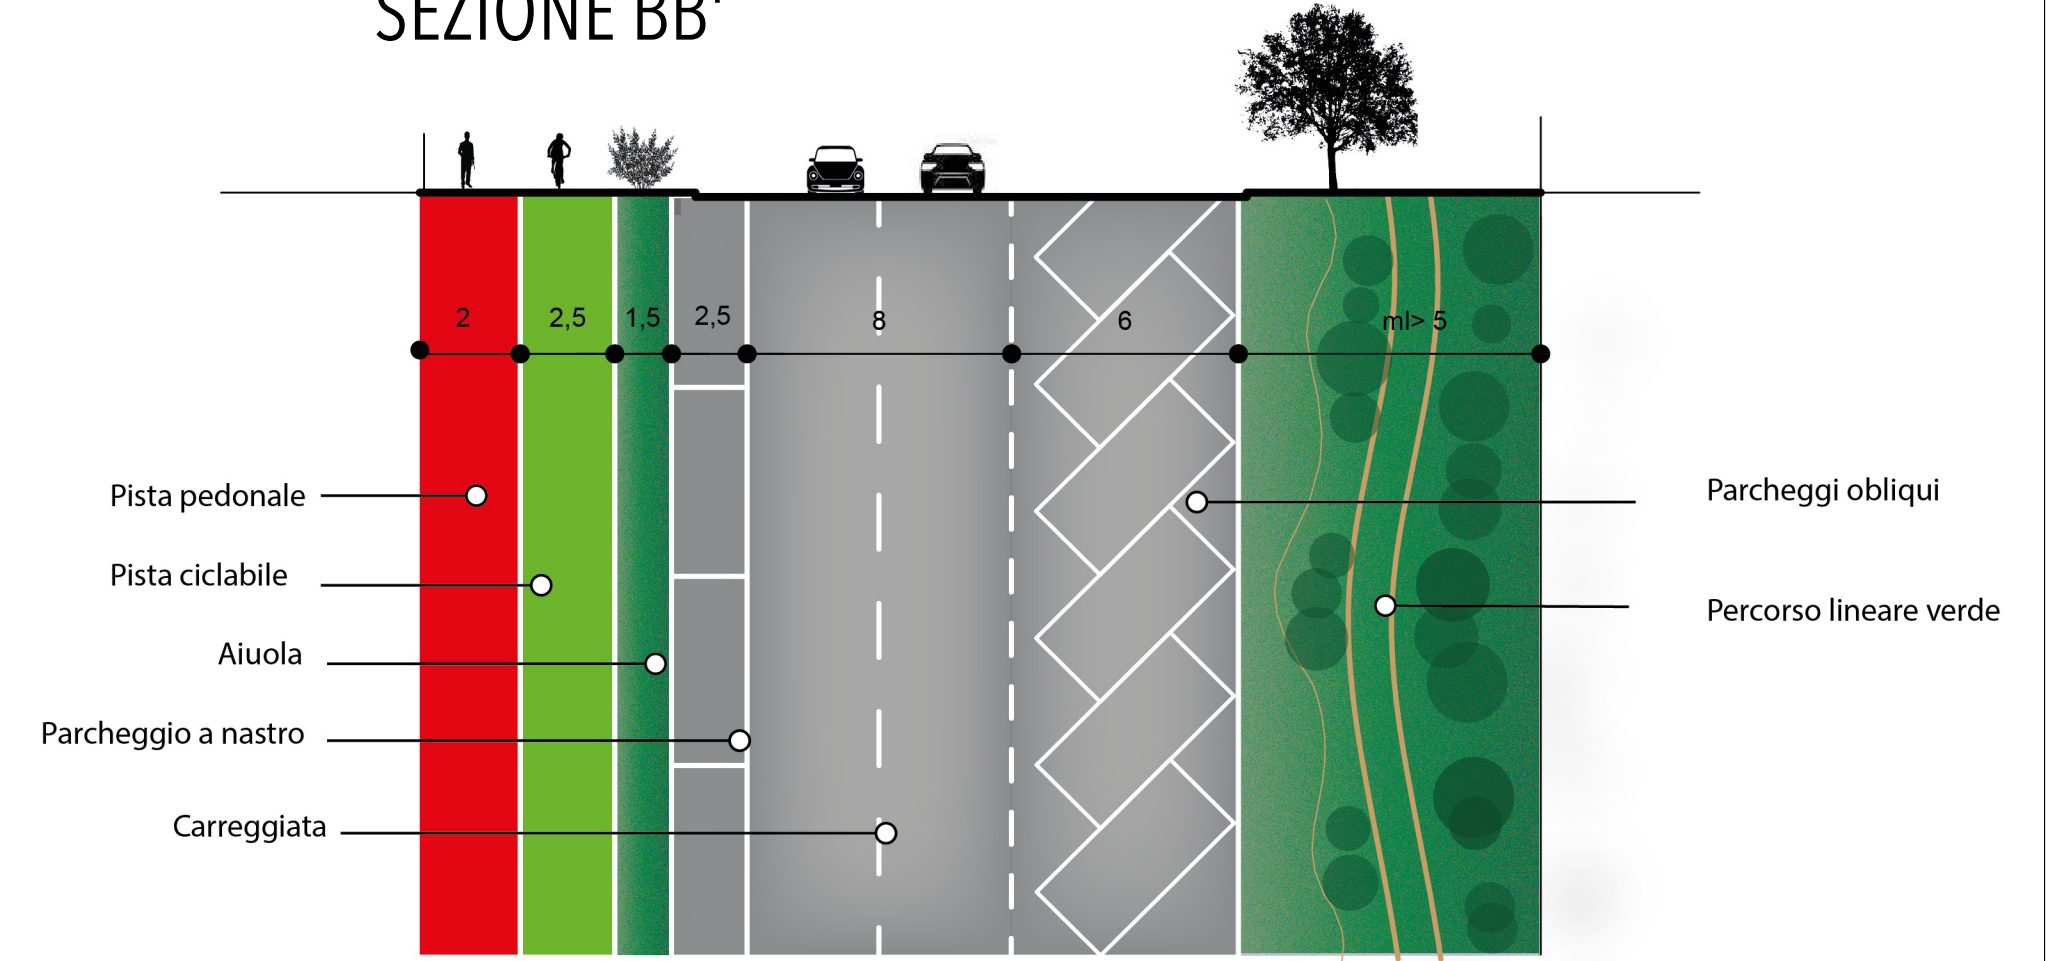 SEZIONE BB'
2
2,5
1,5
2,5
8
6
ml> 5
Pista pedonale
Pista ciclabile
Aiuola
Parcheggio a nastro
Carreggiata
Parcheggi obliqui
Percorso lineare verde